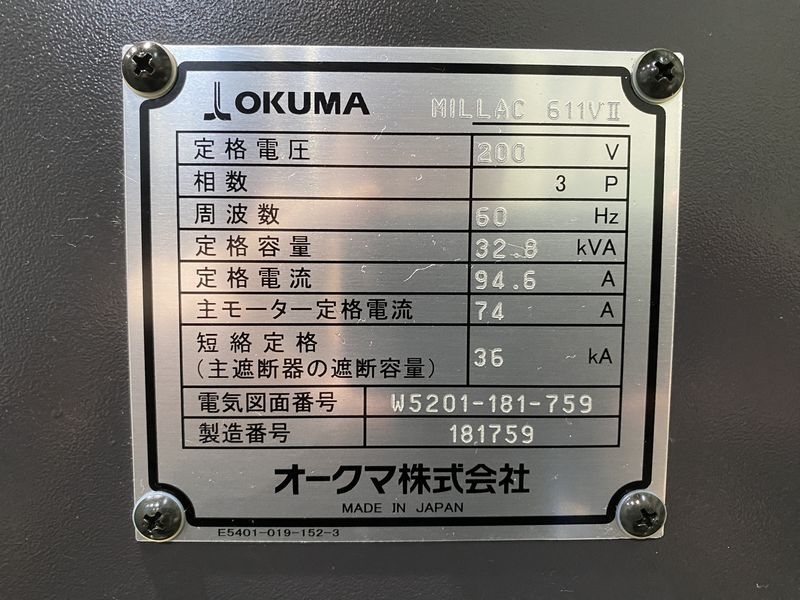 OKUMA MILLAC 611VⅡ
定格電圧 200 V
相数 3 P
周波数 60 Hz
定格容量 32.8 kVA
定格電流 94.6 A
主モーター定格電流 74 A
短絡定格
(主遮断器の遮断容量) 36 kA
電気図面番号 W5201-181-759
製造番号 181759
オークマ株式会社
MADE IN JAPAN
E5401-019-152-3